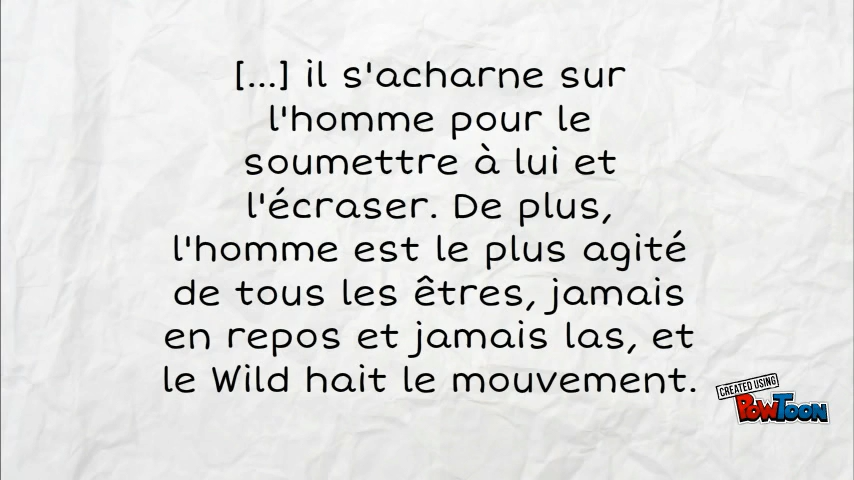 [...] il s'acharne sur
l'homme pour le
soumettre à lui et
l'écraser. De plus,
l'homme est le plus agité
de tous les êtres, jamais
en repos et jamais las, et
le Wild hait le mouvement.
CREATED USING
POWTOON